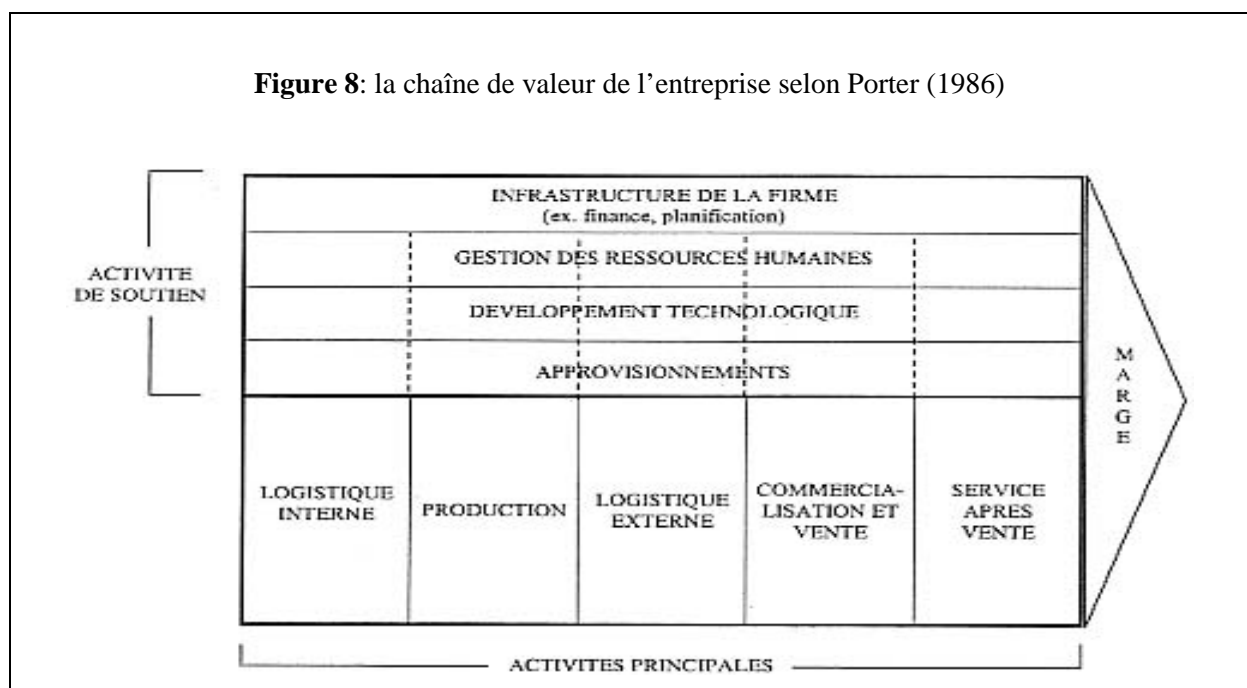 Figure 8: la chaîne de valeur de l’entreprise selon Porter (1986)
INFRASTRUCTURE DE LA FIRME
(ex. finance, planification)
GESTION DES RESSOURCES HUMAINES
ACTIVITE
DE SOUTIEN
DEVELOPPEMENT TECHNOLOGIQUE
APPROVISIONNEMENTS
MARGE
LOGISTIQUE
INTERNE
PRODUCTION
LOGISTIQUE
EXTERNE
COMMERCIA-
LISATION ET
VENTE
SERVICE
APRES
VENTE
ACTIVITES PRINCIPALES